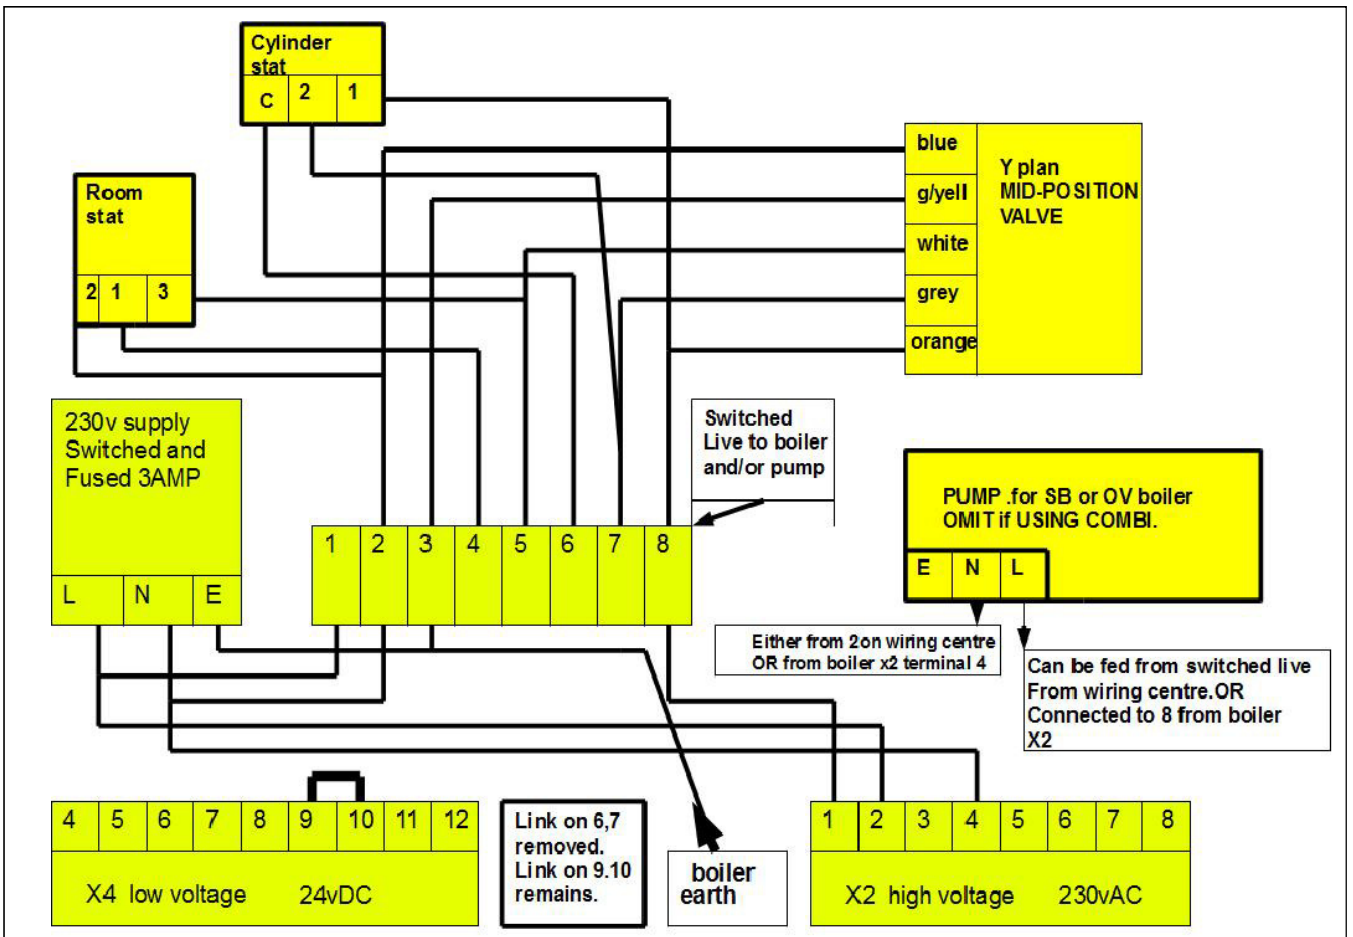 Cylinder
stat
C 2 1
Room
stat
2 1 3
blue
g/yell
white
grey
orange
Y plan
MID-POSITION
VALVE
230v supply
Switched and
Fused 3AMP
L N E
Switched
Live to boiler
and/or pump
1 2 3 4 5 6 7 8
PUMP .for SB or OV boiler
OMIT if USING COMBI.
E N L
Either from 2on wiring centre
OR from boiler x2 terminal 4
Can be fed from switched live
From wiring centre.OR
Connected to 8 from boiler
X2
4 5 6 7 8 9 10 11 12
X4 low voltage 24vDC
Link on 6,7
removed.
Link on 9.10
remains.
boiler
earth
1 2 3 4 5 6 7 8
X2 high voltage 230vAC